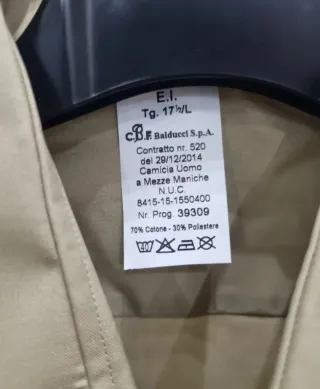 E.I.
Tg. 17½/L
C.B.F. Balducci S.p.A.
Contratto nr. 520
del 29/12/2014
Camicia Uomo
a Mezze Maniche
N.U.C.
8415-15-1550400
Nr. Prog. 39309
70% Cotone - 30% Poliestere